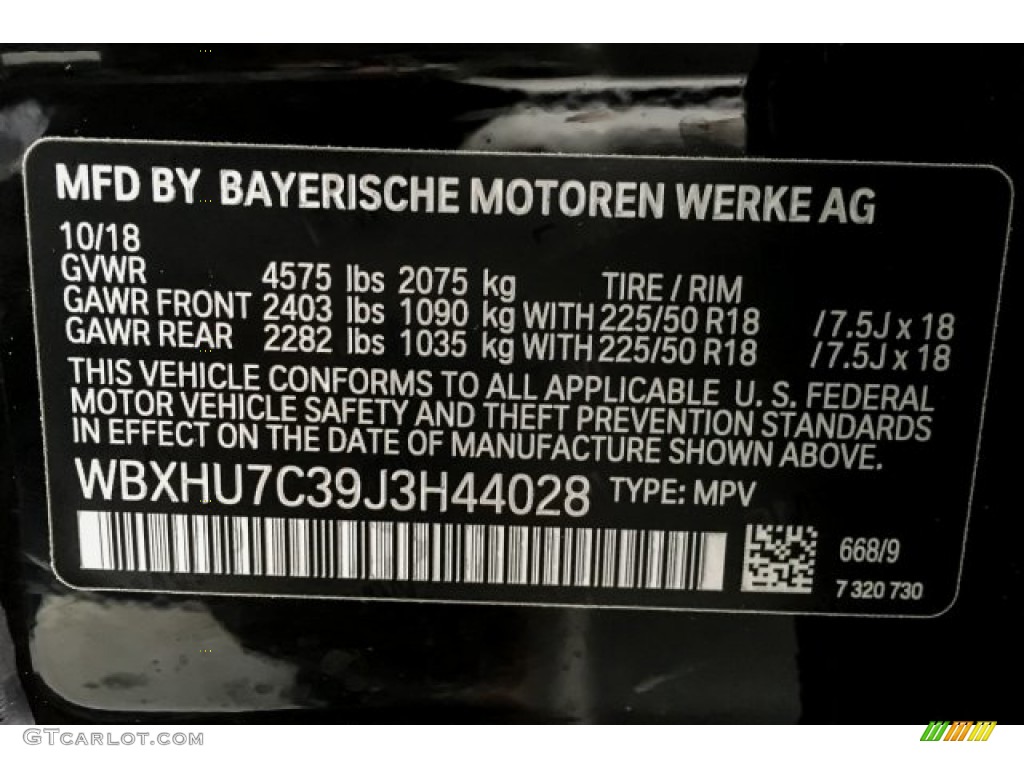 MFD BY BAYERISCHE MOTOREN WERKE AG
10/18
GVWR 4575 lbs 2075 kg TIRE / RIM
GAWR FRONT 2403 lbs 1090 kg WITH 225/50 R18 /7.5J x 18
GAWR REAR 2282 lbs 1035 kg WITH 225/50 R18 /7.5J x 18
THIS VEHICLE CONFORMS TO ALL APPLICABLE U. S. FEDERAL
MOTOR VEHICLE SAFETY AND THEFT PREVENTION STANDARDS
IN EFFECT ON THE DATE OF MANUFACTURE SHOWN ABOVE.
WBXHU7C39J3H44028 TYPE: MPV
668/9
7 320 730
GTCarLot.com